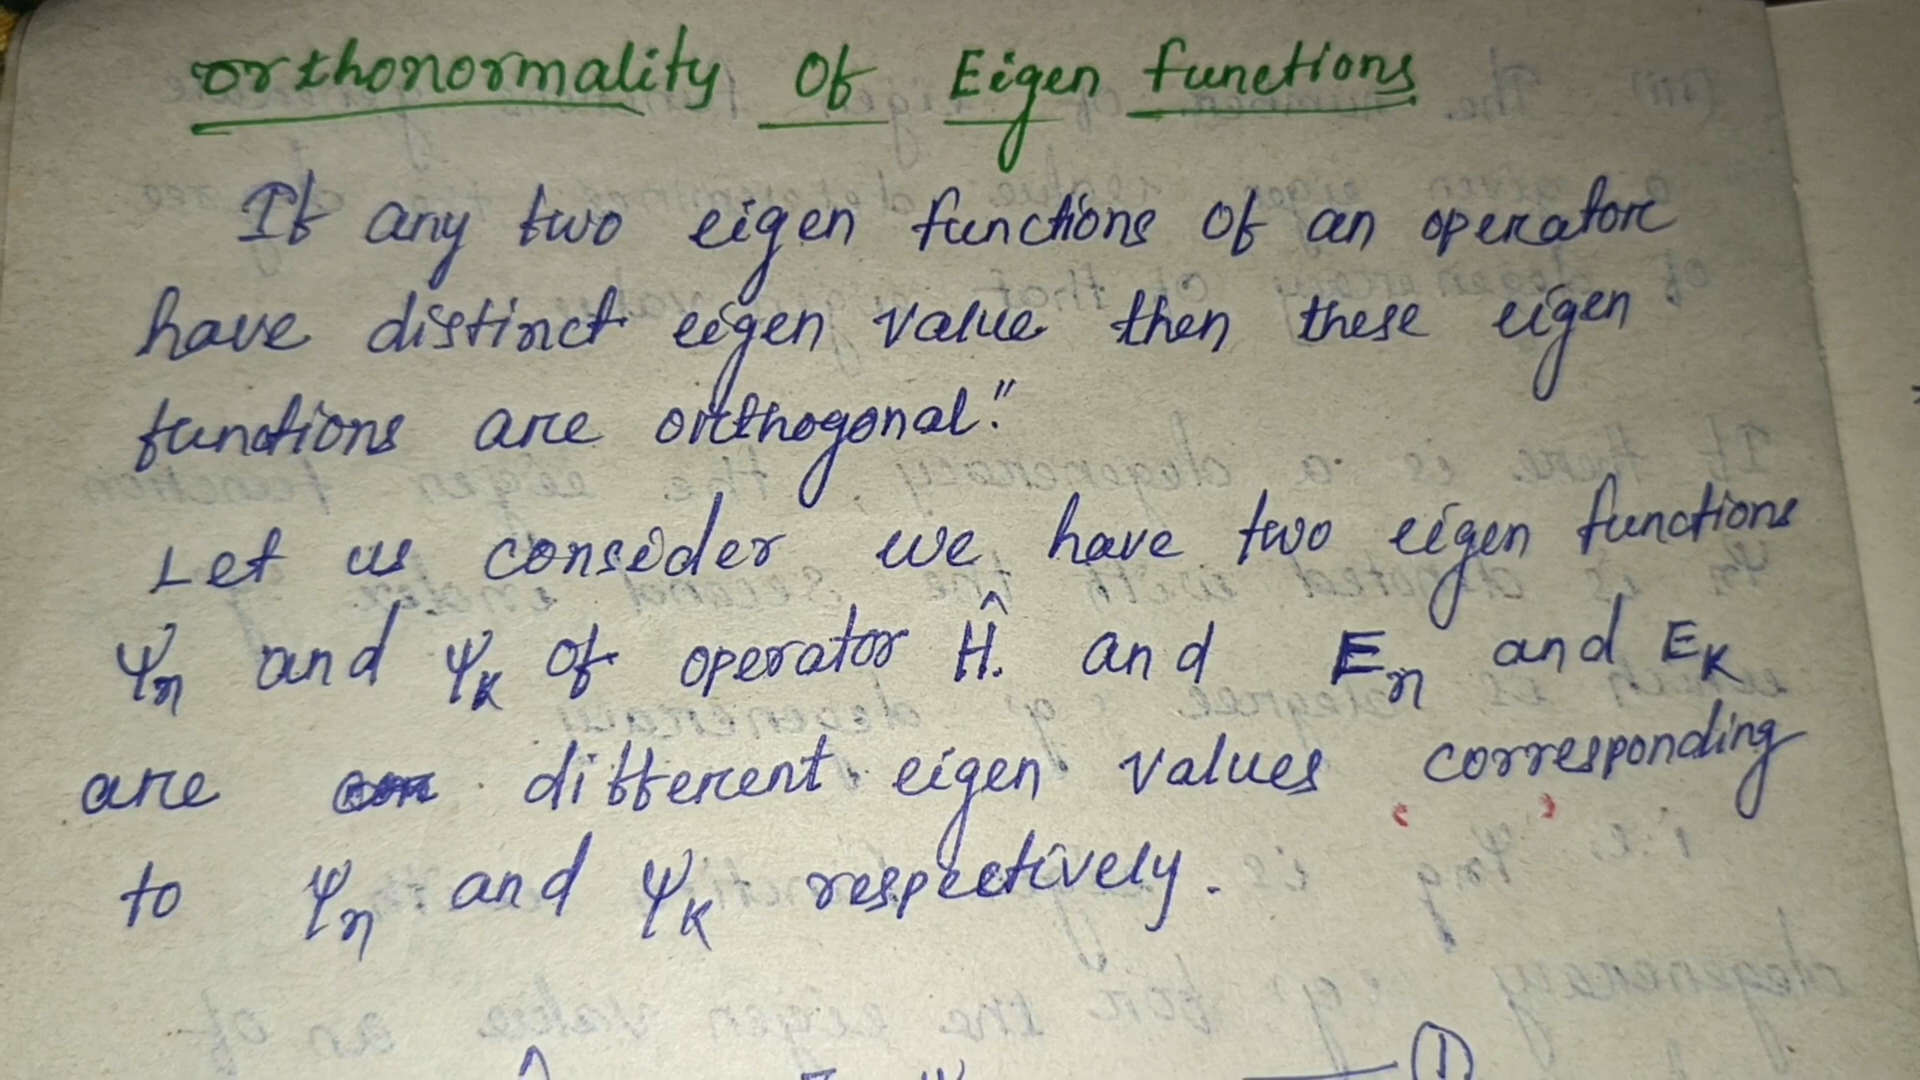 Orthonormality Of Eigen functions
If any two eigen functions of an operator
have distinct eigen value then these eigen
functions are orthogonal."
Let us consider we have two eigen functions
Ψn and Ψk of operator Ĥ. and En and Ek
are different eigen values corresponding
to Ψn and Ψk respectively.
①